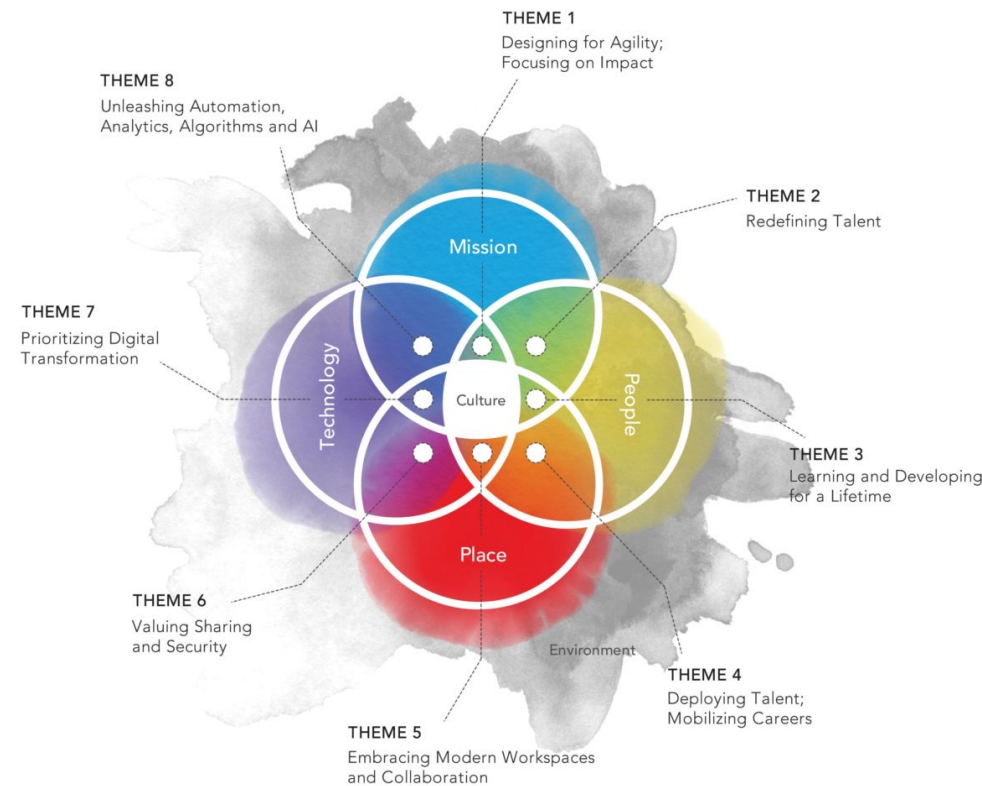 THEME 1
Designing for Agility;
Focusing on Impact
THEME 8
Unleashing Automation,
Analytics, Algorithms and AI
THEME 2
Redefining Talent
Mission
THEME 7
Prioritizing Digital
Transformation
Technology
Culture
People
THEME 3
Learning and Developing
for a Lifetime
Place
THEME 6
Valuing Sharing
and Security
Environment
THEME 4
Deploying Talent;
Mobilizing Careers
THEME 5
Embracing Modern Workspaces
and Collaboration